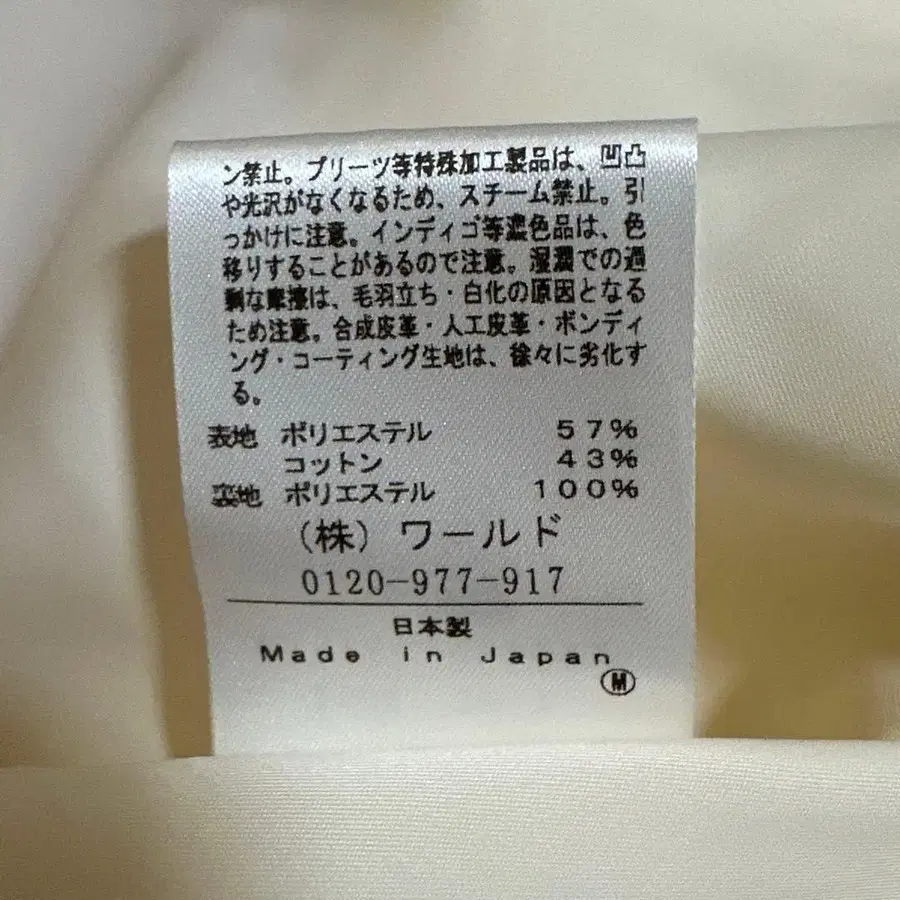 ン禁止。プリーツ等特殊加工製品は、凹凸
や光沢がなくなるため、スチーム禁止。引
っかけに注意。インディゴ等濃色品は、色
移りすることがあるので注意。湿潤での過
剰な摩擦は、毛羽立ち・白化の原因となる
ため注意。合成皮革・人工皮革・ボンディ
ング・コーティング生地は、徐々に劣化す
る。
表地 ポリエステル 57%
コットン 43%
裏地 ポリエステル 100%
(株)ワールド
0120-977-917
日本製
Made in Japan
Ⓜ